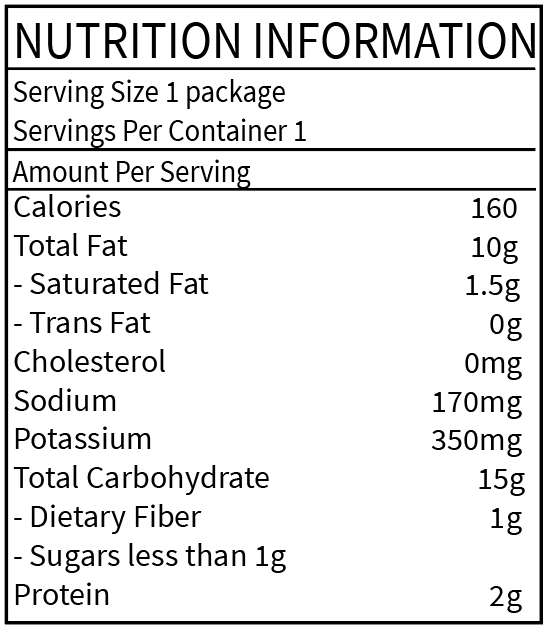 NUTRITION INFORMATION
Serving Size 1 package
Servings Per Container 1
Amount Per Serving
Calories 160
Total Fat 10g
- Saturated Fat 1.5g
- Trans Fat 0g
Cholesterol 0mg
Sodium 170mg
Potassium 350mg
Total Carbohydrate 15g
- Dietary Fiber 1g
- Sugars less than 1g
Protein 2g